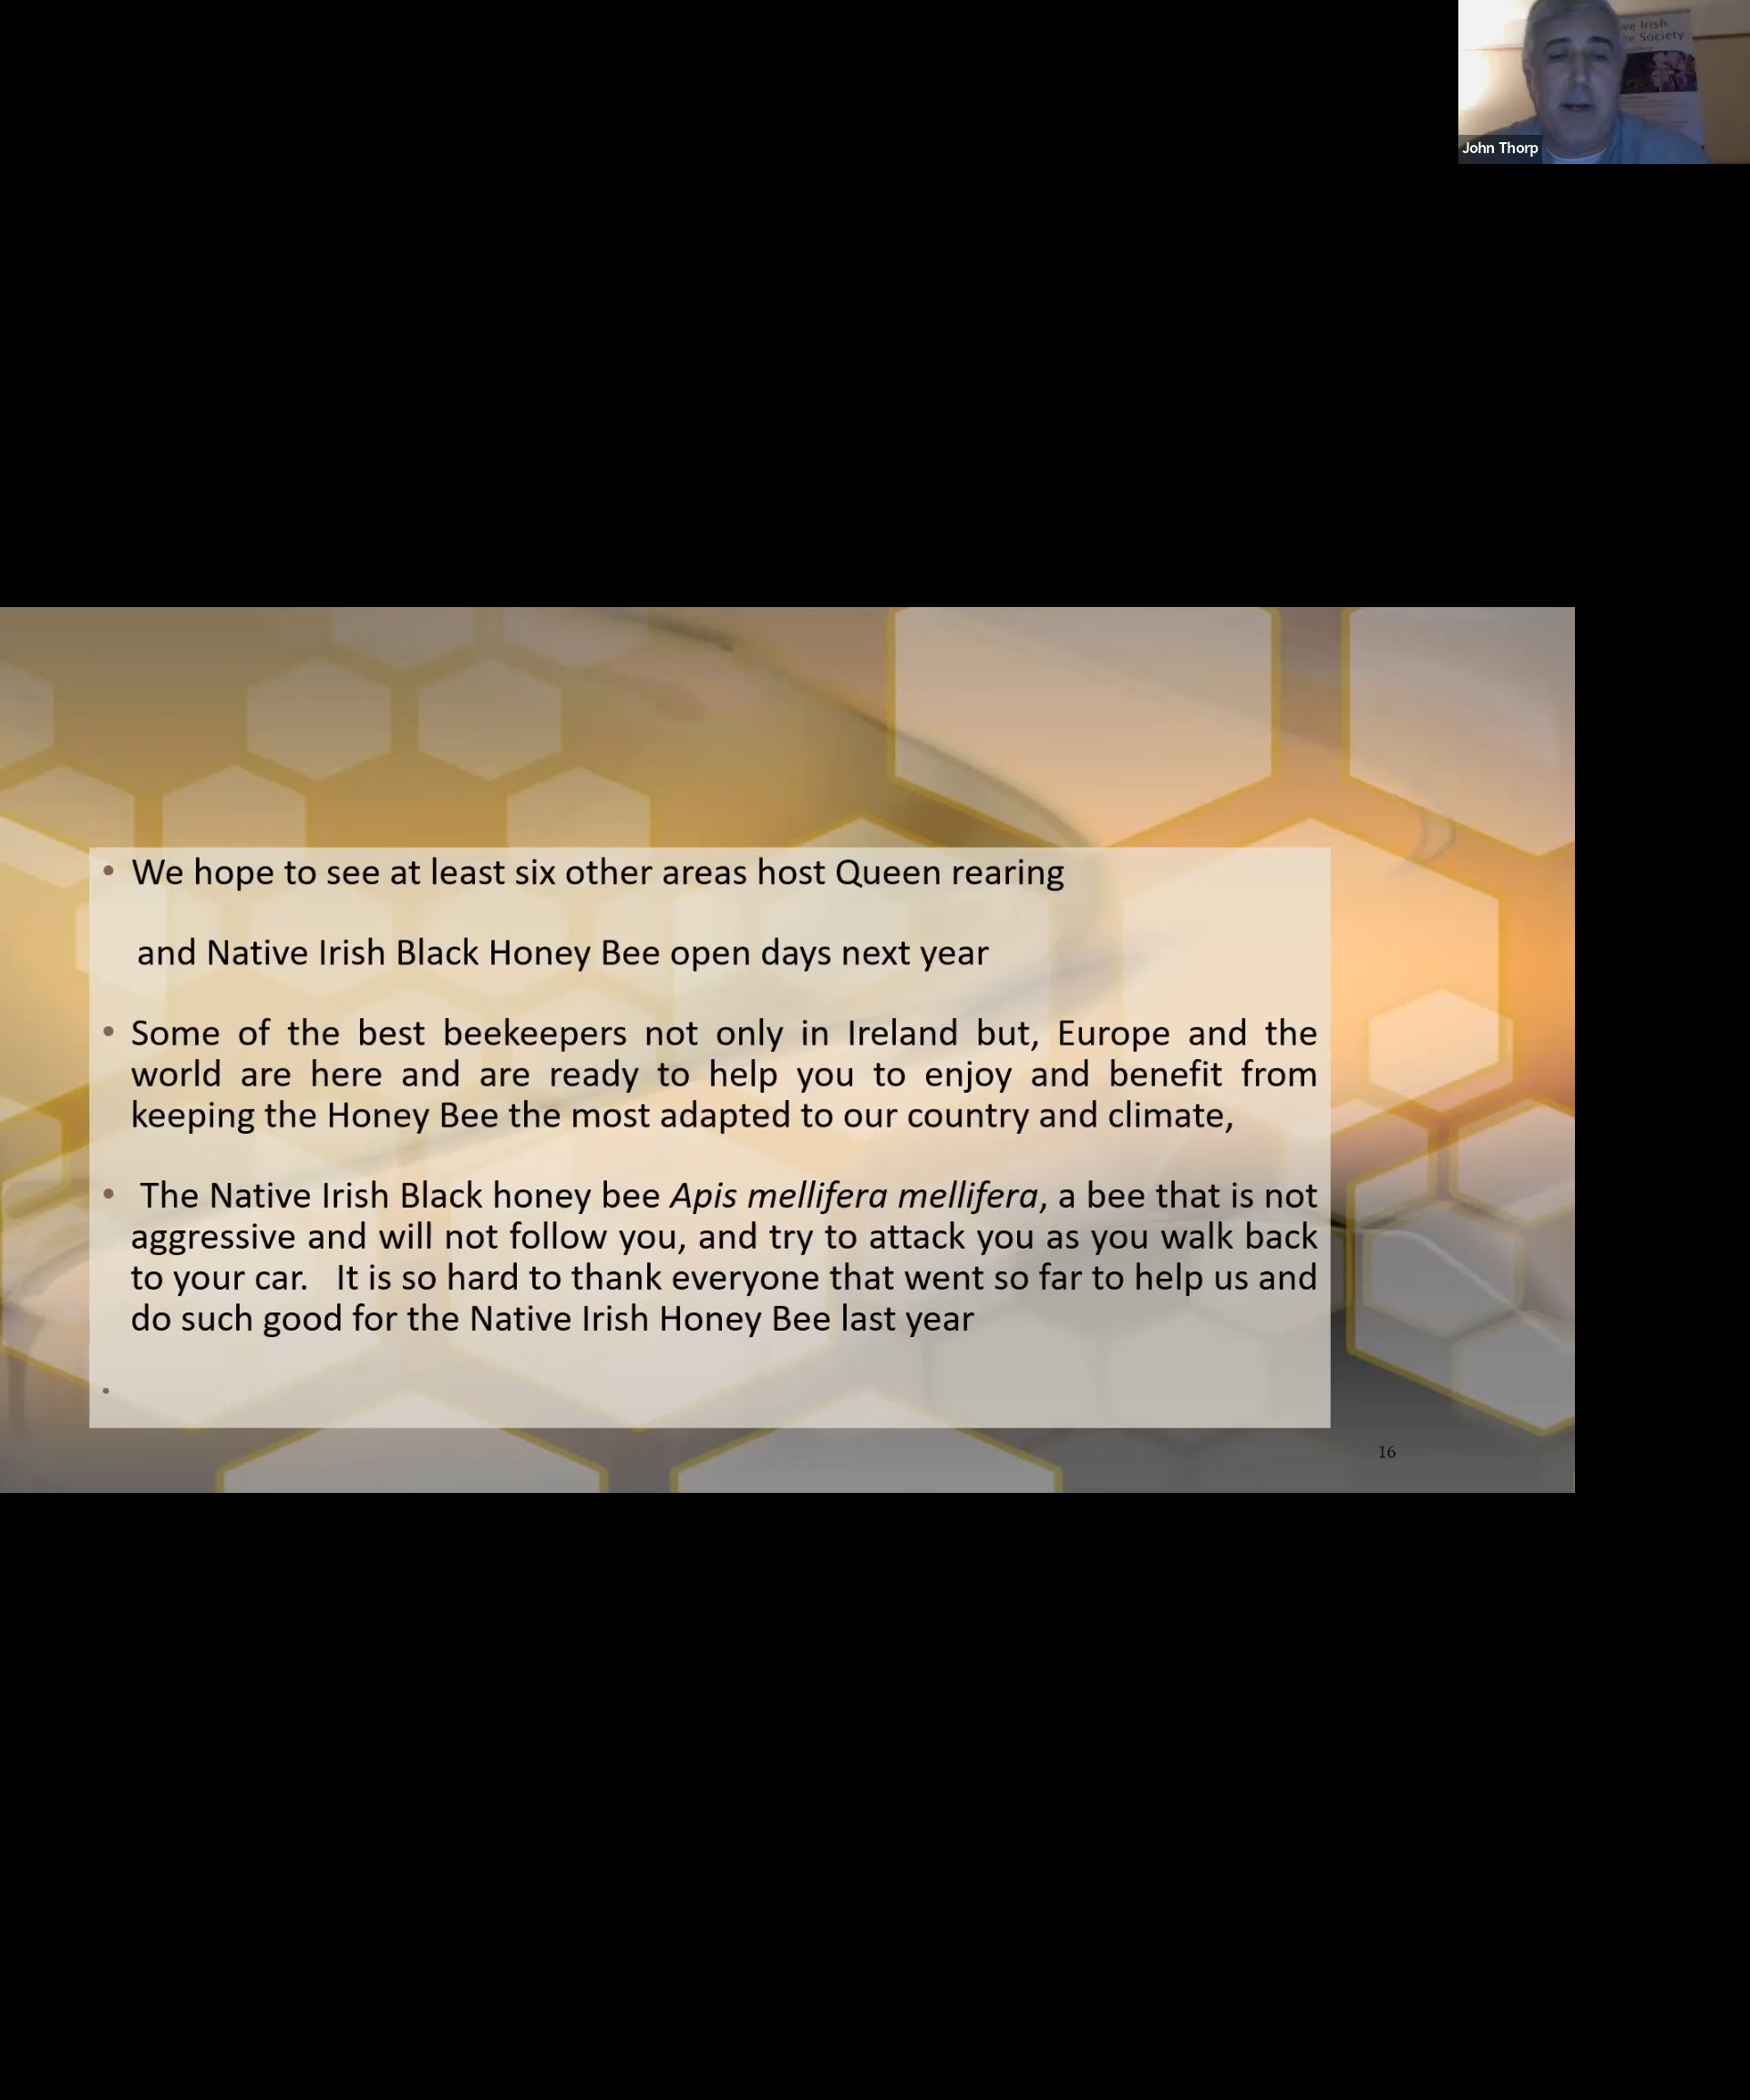 ve Irish
e Society
John Thorp
• We hope to see at least six other areas host Queen rearing
and Native Irish Black Honey Bee open days next year
• Some of the best beekeepers not only in Ireland but, Europe and the
world are here and are ready to help you to enjoy and benefit from
keeping the Honey Bee the most adapted to our country and climate,
• The Native Irish Black honey bee Apis mellifera mellifera, a bee that is not
aggressive and will not follow you, and try to attack you as you walk back
to your car. It is so hard to thank everyone that went so far to help us and
do such good for the Native Irish Honey Bee last year
•
16